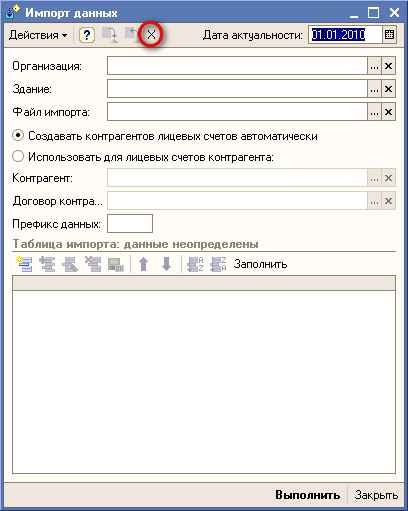 Импорт данных
Действия Дата актуальности: 01.01.2010
Организация:
Здание:
Файл импорта:
Создавать контрагентов лицевых счетов автоматически
Использовать для лицевых счетов контрагента:
Контрагент:
Договор контра...
Префикс данных:
Таблица импорта: данные неопределены
Заполнить
Выполнить Закрыть